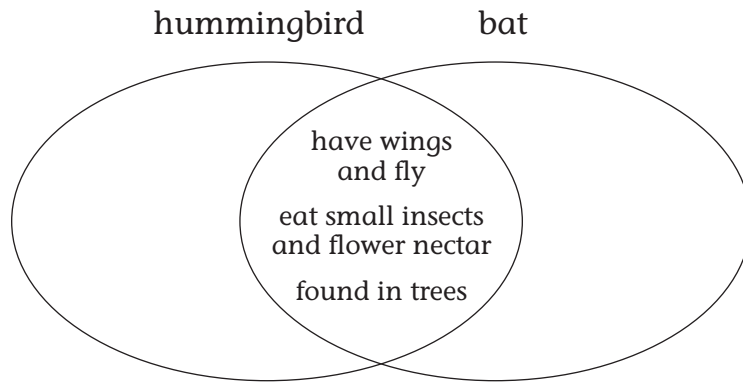 hummingbird
bat
have wings
and fly
eat small insects
and flower nectar
found in trees